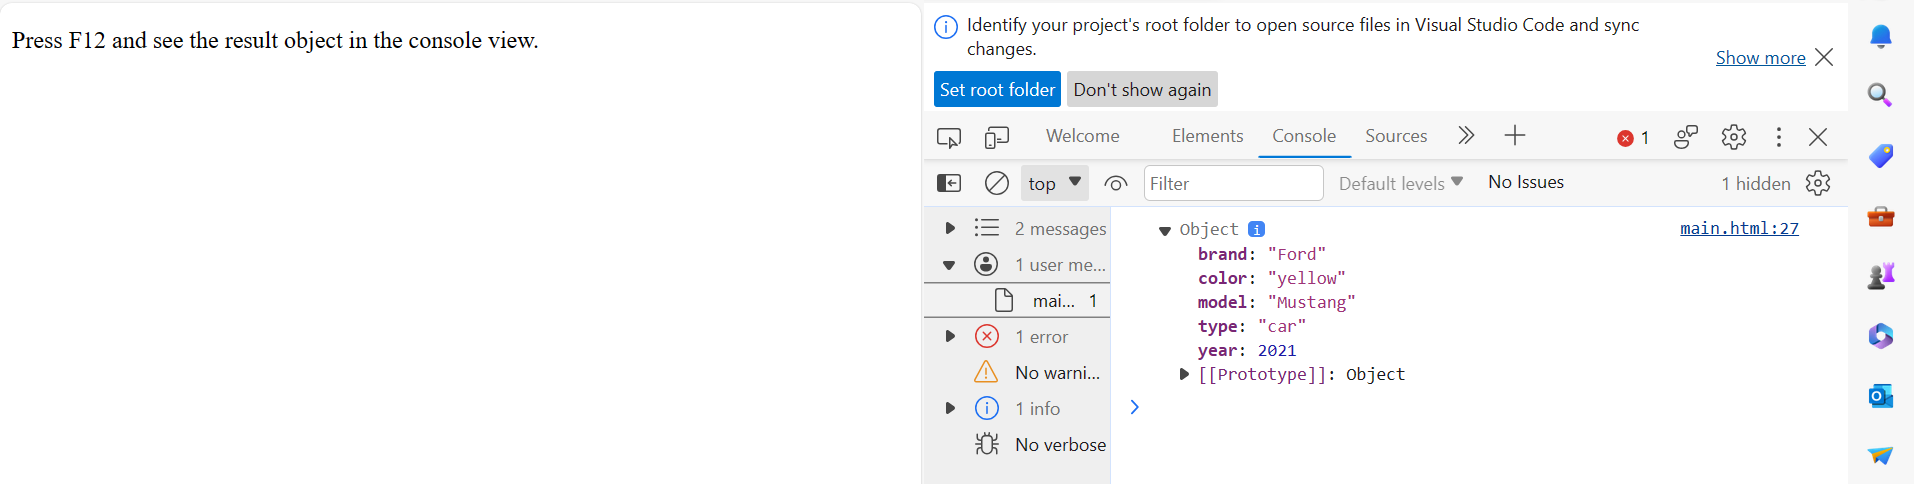 Press F12 and see the result object in the console view.
Identify your project's root folder to open source files in Visual Studio Code and sync
changes.
Show more
Set root folder Don't show again
Welcome Elements Console Sources 1
top Filter Default levels No Issues 1 hidden
2 messages
1 user me...
mai... 1
1 error
No warni...
1 info
No verbose
Object i main.html:27
brand: "Ford"
color: "yellow"
model: "Mustang"
type: "car"
year: 2021
[[Prototype]]: Object